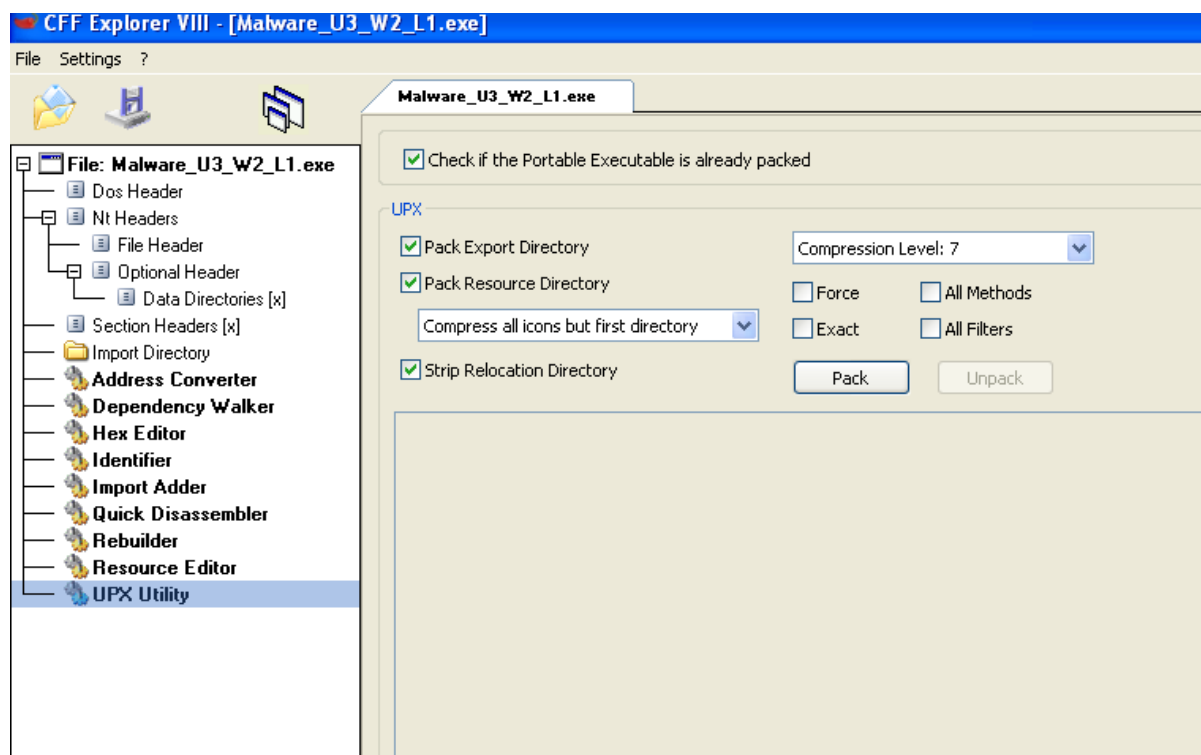 CFF Explorer VIII - [Malware_U3_W2_L1.exe]
File Settings ?
Malware_U3_W2_L1.exe
File: Malware_U3_W2_L1.exe
Dos Header
Nt Headers
File Header
Optional Header
Data Directories [x]
Section Headers [x]
Import Directory
Address Converter
Dependency Walker
Hex Editor
Identifier
Import Adder
Quick Disassembler
Rebuilder
Resource Editor
UPX Utility
Check if the Portable Executable is already packed
UPX
Pack Export Directory
Compression Level: 7
Pack Resource Directory
Force
All Methods
Compress all icons but first directory
Exact
All Filters
Strip Relocation Directory
Pack
Unpack